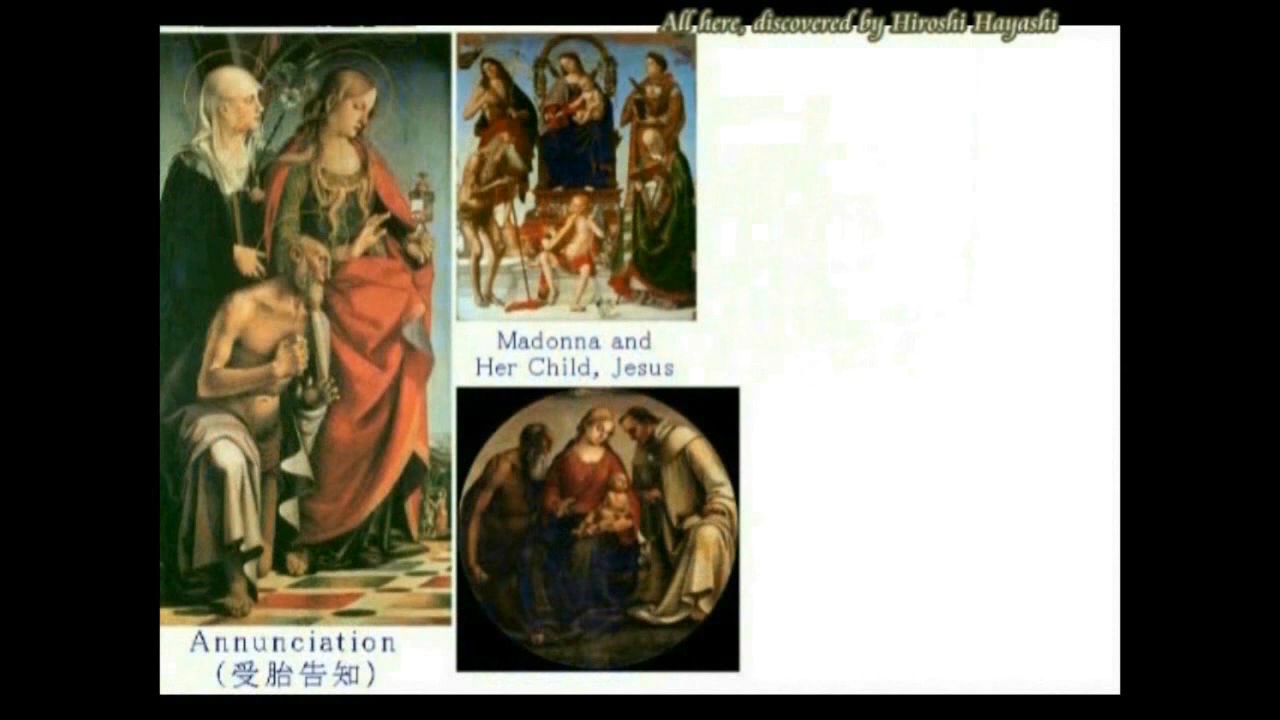 All here, discovered by Hiroshi Hayashi
Madonna and
Her Child, Jesus
Annunciation
(受胎告知)